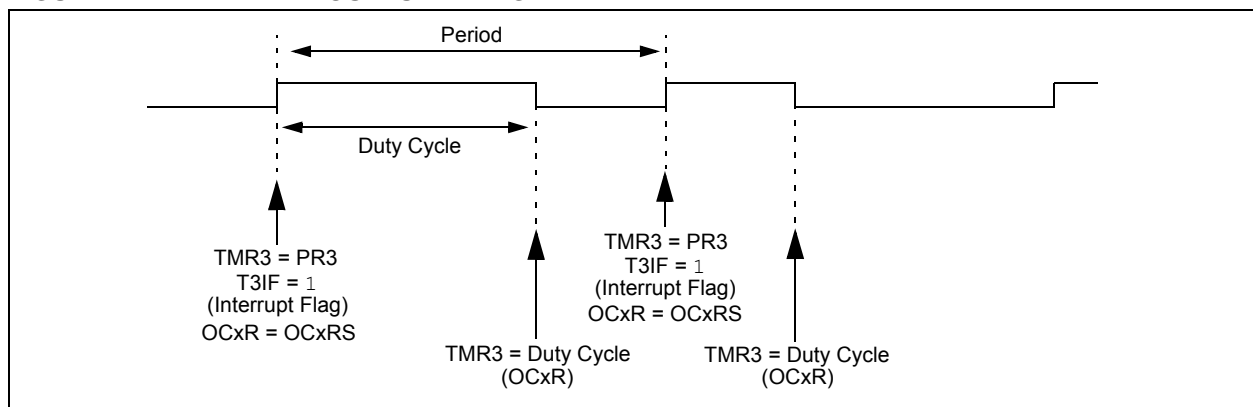 Period
Duty Cycle
TMR3 = PR3
T3IF = 1
(Interrupt Flag)
OCxR = OCxRS
TMR3 = Duty Cycle
(OCxR)
TMR3 = PR3
T3IF = 1
(Interrupt Flag)
OCxR = OCxRS
TMR3 = Duty Cycle
(OCxR)